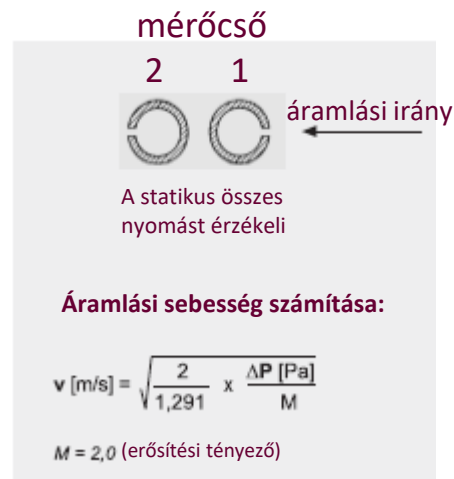 mérőcső
2 1
áramlási irány
A statikus összes
nyomást érzékeli
Áramlási sebesség számítása:
v [m/s] = √(2/1,291 x ΔP [Pa]/M)
M = 2,0 (erősítési tényező)